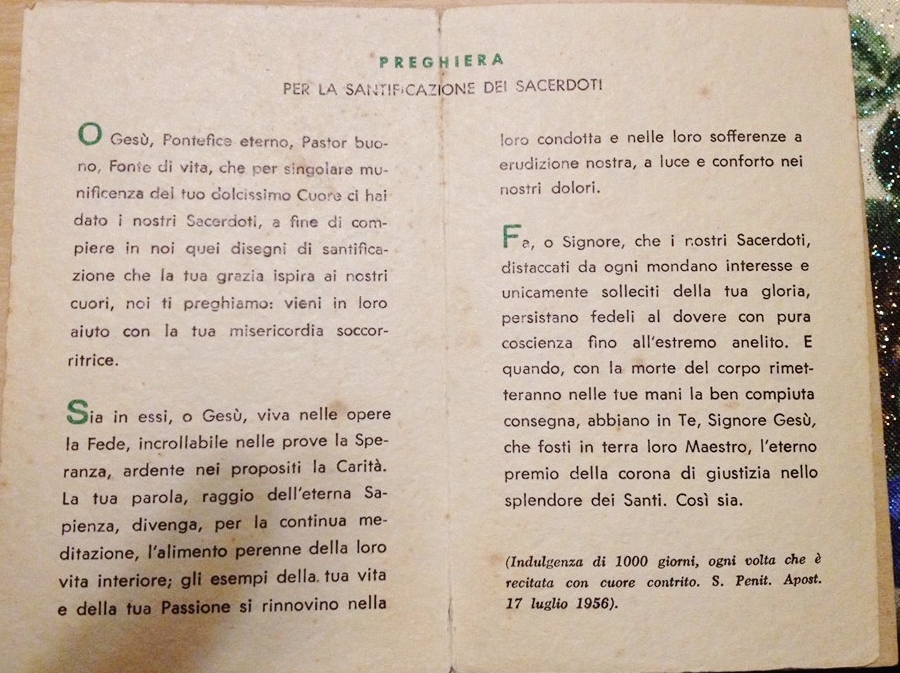 PREGHIERA
PER LA SANTIFICAZIONE DEI SACERDOTI
O Gesù, Pontefice eterno, Pastor buo-
no, Fonte di vita, che per singolare mu-
nificenza del tuo dolcissimo Cuore ci hai
dato i nostri Sacerdoti, a fine di com-
piere in noi quei disegni di santifica-
zione che la tua grazia ispira ai nostri
cuori, noi ti preghiamo: vieni in loro
aiuto con la tua misericordia soccor-
ritrice.
Sia in essi, o Gesù, viva nelle opere
la Fede, incrollabile nelle prove la Spe-
ranza, ardente nei propositi la Carità.
La tua parola, raggio dell'eterna Sa-
pienza, divenga, per la continua me-
ditazione, l'alimento perenne della loro
vita interiore; gli esempi della. tua vita
e della tua Passione si rinnovino nella
loro condotta e nelle loro sofferenze a
erudizione nostra, a luce e conforto nei
nostri dolori.
Fa, o Signore, che i nostri Sacerdoti,
distaccati da ogni mondano interesse e
unicamente solleciti della tua gloria,
persistano fedeli al dovere con pura
coscienza fino all'estremo anelito. E
quando, con la morte del corpo rimet-
teranno nelle tue mani la ben compiuta
consegna, abbiano in Te, Signore Gesù,
che fosti in terra loro Maestro, l'eterno
premio della corona di giustizia nello
splendore dei Santi. Così sia.
(Indulgenza di 1000 giorni, ogni volta che è
recitata con cuore contrito. S. Penit. Apost.
17 luglio 1956).